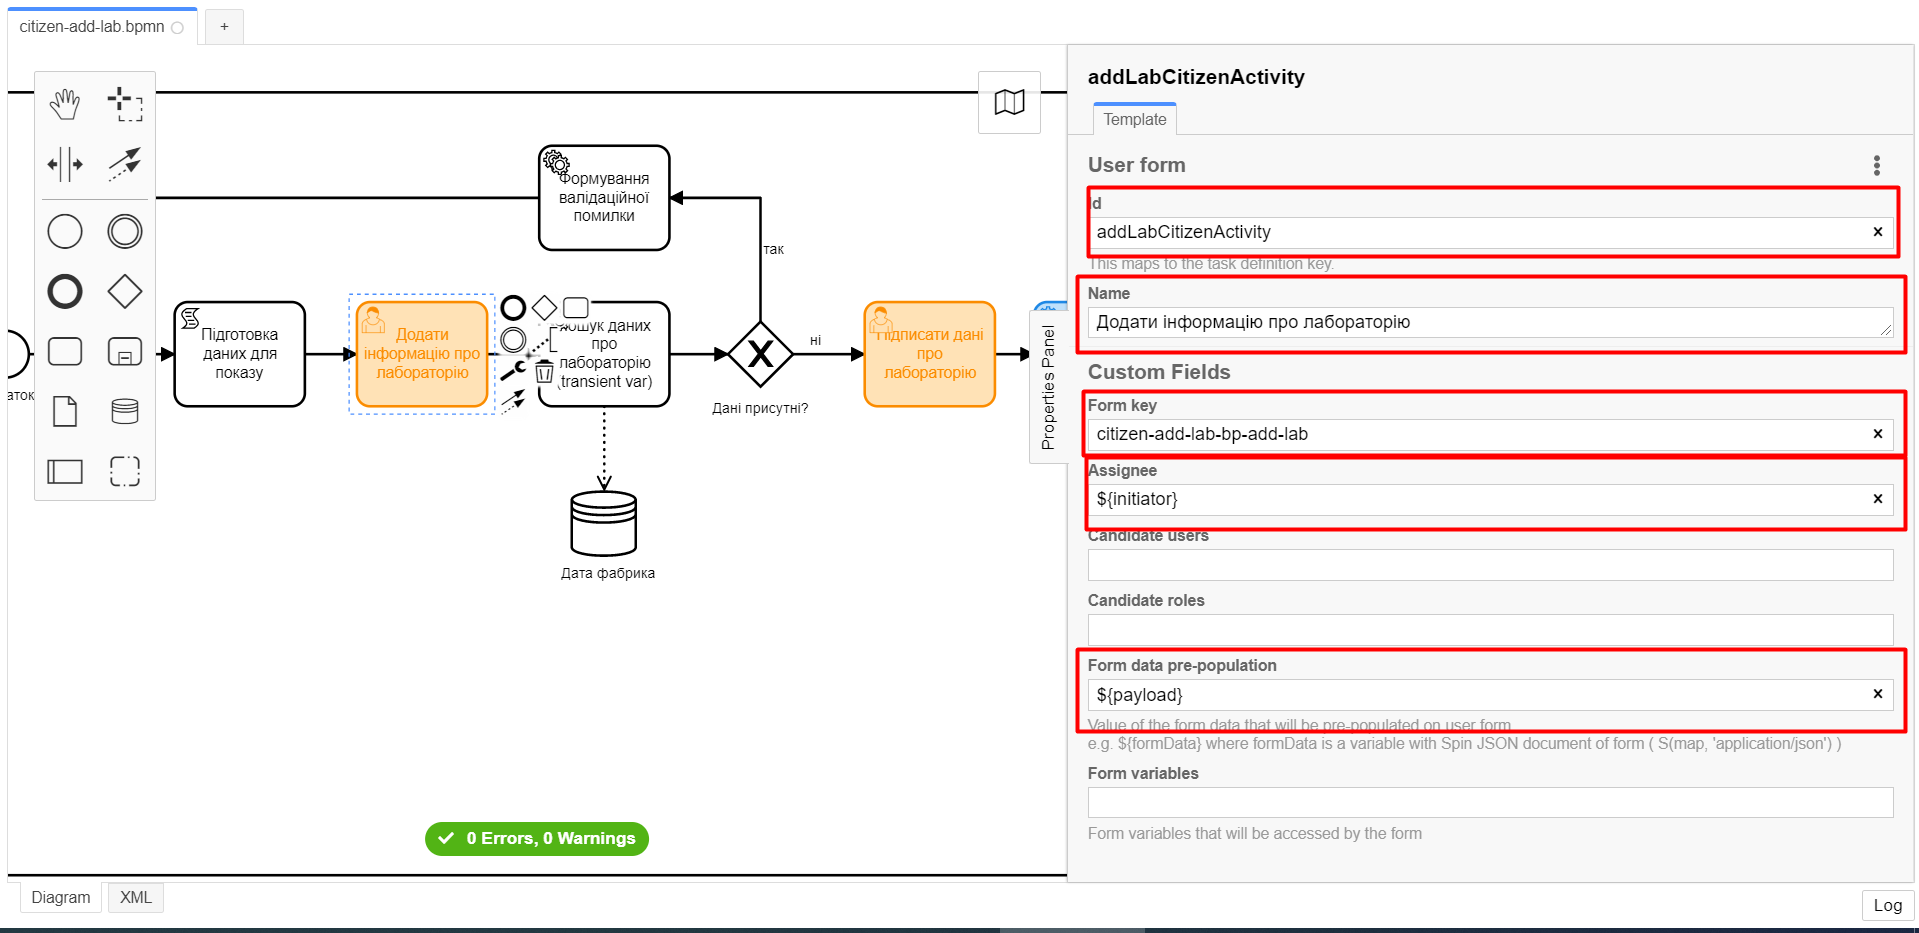 citizen-add-lab.bpmn
+
Формування
валідаційної
помилки
так
Підготовка
даних для
показу
Додати
інформацію про
лабораторію
даних
про
лабораторію
(transient var)
Дані присутні?
ні
Підписати дані
про
лабораторію
Дата фабрика
0 Errors, 0 Warnings
Diagram
XML
Properties Panel
addLabCitizenActivity
Template
User form
Id
addLabCitizenActivity
This maps to the task definition key.
Name
Додати інформацію про лабораторію
Custom Fields
Form key
citizen-add-lab-bp-add-lab
Assignee
${initiator}
Candidate users
Candidate roles
Form data pre-population
${payload}
Value of the form data that will be pre-populated on user form
e.g. ${formData} where formData is a variable with Spin JSON document of form ( S(map, 'application/json') )
Form variables
Form variables that will be accessed by the form
Log